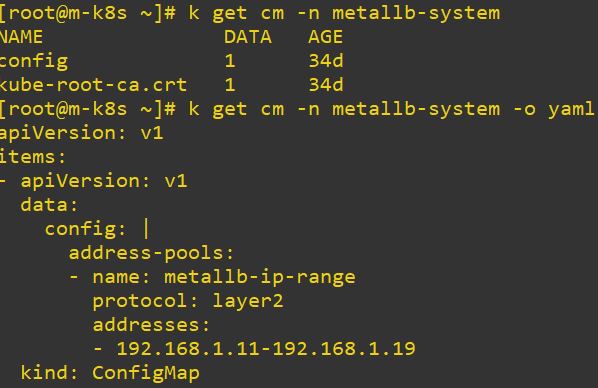 [root@m-k8s ~]# k get cm -n metallb-system
NAME               DATA   AGE
config             1      34d
kube-root-ca.crt   1      34d
[root@m-k8s ~]# k get cm -n metallb-system -o yaml
apiVersion: v1
items:
- apiVersion: v1
  data:
    config: |
      address-pools:
      - name: metallb-ip-range
        protocol: layer2
        addresses:
        - 192.168.1.11-192.168.1.19
  kind: ConfigMap